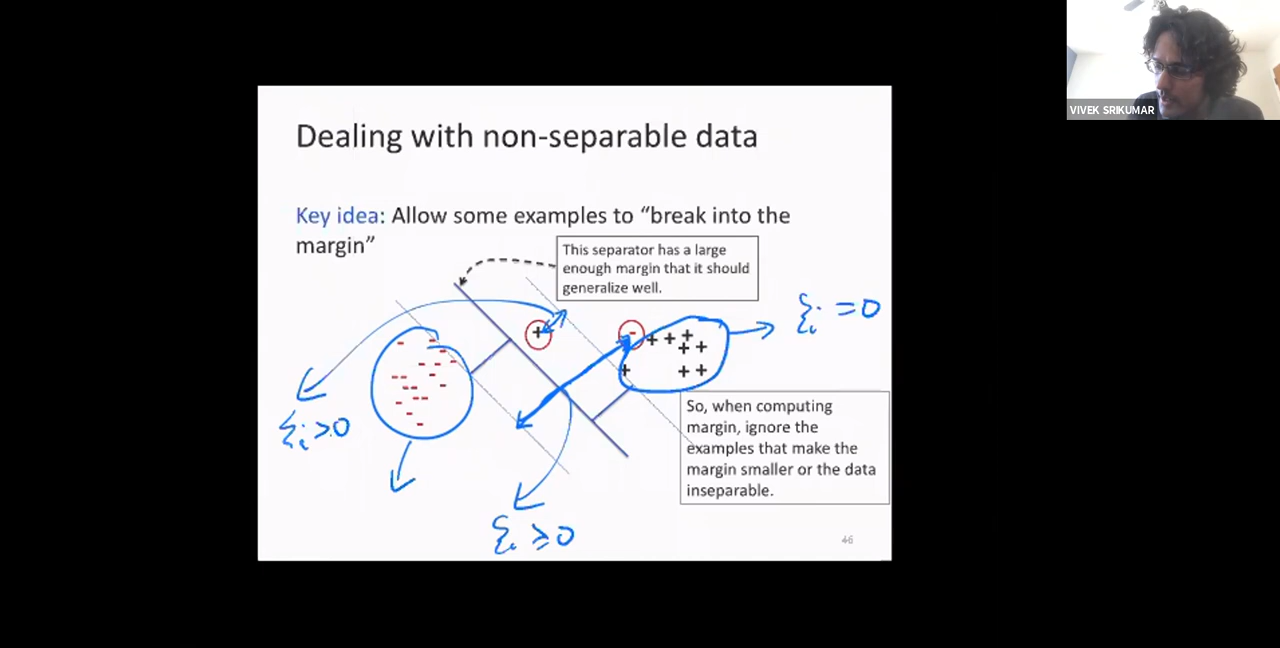 VIVEK SRIKUMAR
Dealing with non-separable data
Key idea: Allow some examples to “break into the
margin”
This separator has a large
enough margin that it should
generalize well.
ξi = 0
ξi > 0
So, when computing
margin, ignore the
examples that make the
margin smaller or the data
inseparable.
ξi ≥ 0
46